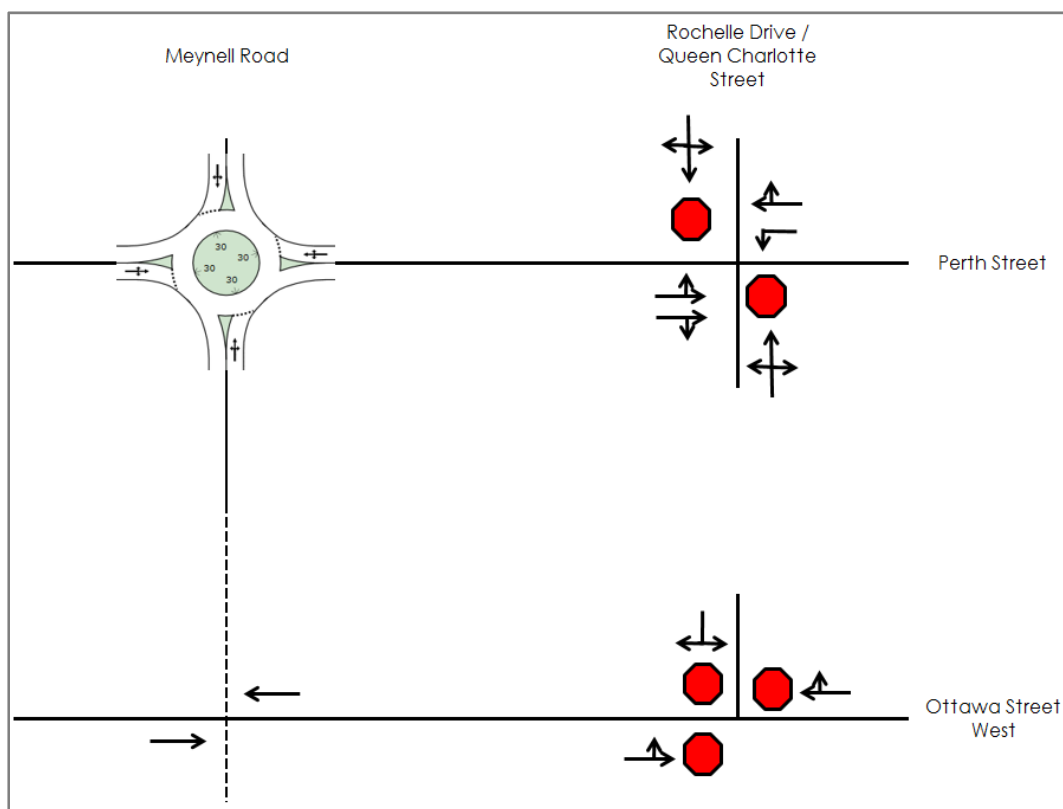 Meynell Road
Rochelle Drive /
Queen Charlotte
Street
30
30
30
30
Perth Street
Ottawa Street
West